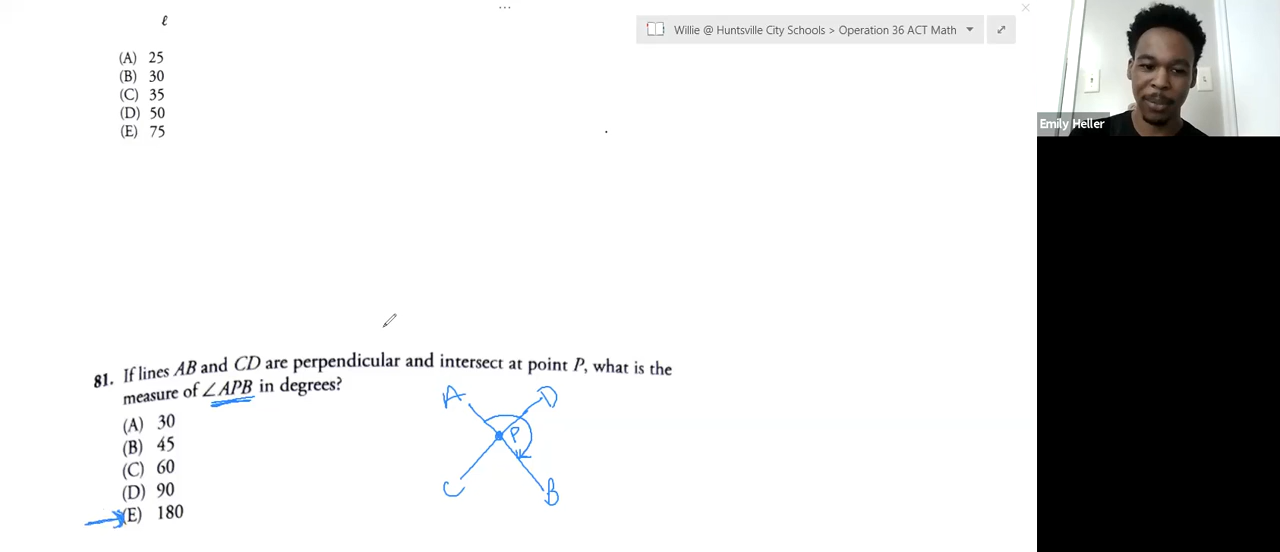 ℓ
Willie @ Huntsville City Schools > Operation 36 ACT Math
(A) 25
(B) 30
(C) 35
(D) 50
(E) 75
Emily Heller
81. If lines AB and CD are perpendicular and intersect at point P, what is the
measure of ∠APB in degrees?
(A) 30
(B) 45
(C) 60
(D) 90
(E) 180
A D
P
C B